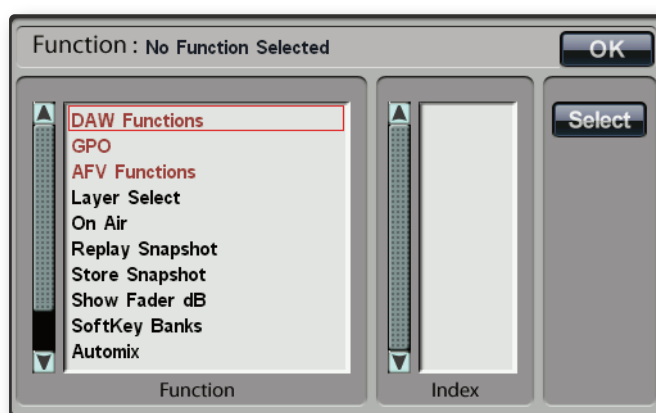 Function : No Function Selected
OK
DAW Functions
GPO
AFV Functions
Layer Select
On Air
Replay Snapshot
Store Snapshot
Show Fader dB
SoftKey Banks
Automix
Select
Function
Index